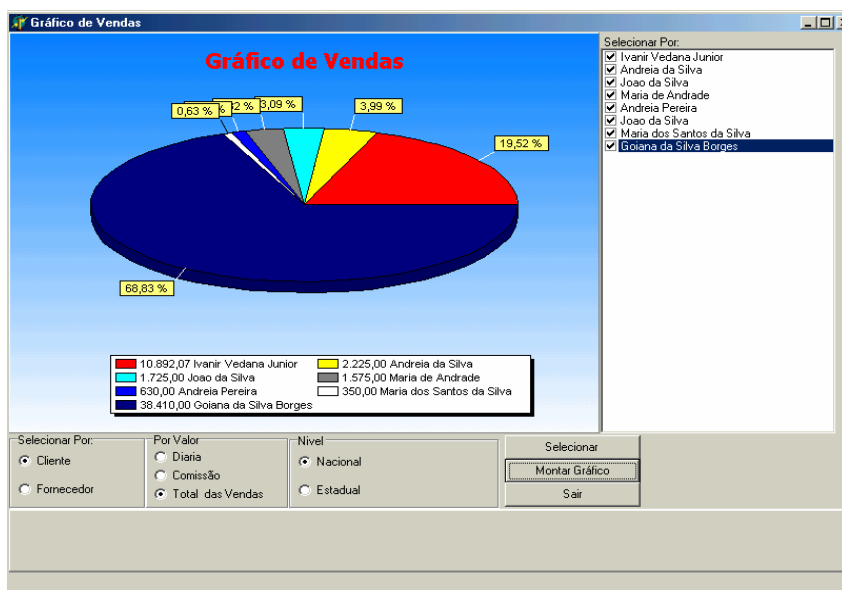 Gráfico de Vendas
Gráfico de Vendas
0,63 %
%
32 %
3,09 %
3,99 %
19,52 %
68,83 %
10.892,07 Ivanir Vedana Junior
2.225,00 Andreia da Silva
1.725,00 Joao da Silva
1.575,00 Maria de Andrade
630,00 Andreia Pereira
350,00 Maria dos Santos da Silva
38.410,00 Goiana da Silva Borges
Selecionar Por:
Ivanir Vedana Junior
Andreia da Silva
Joao da Silva
Maria de Andrade
Andreia Pereira
Joao da Silva
Maria dos Santos da Silva
Goiana da Silva Borges
Selecionar Por:
Cliente
Fornecedor
Por Valor
Diaria
Comissão
Total das Vendas
Nivel
Nacional
Estadual
Selecionar
Montar Gráfico
Sair